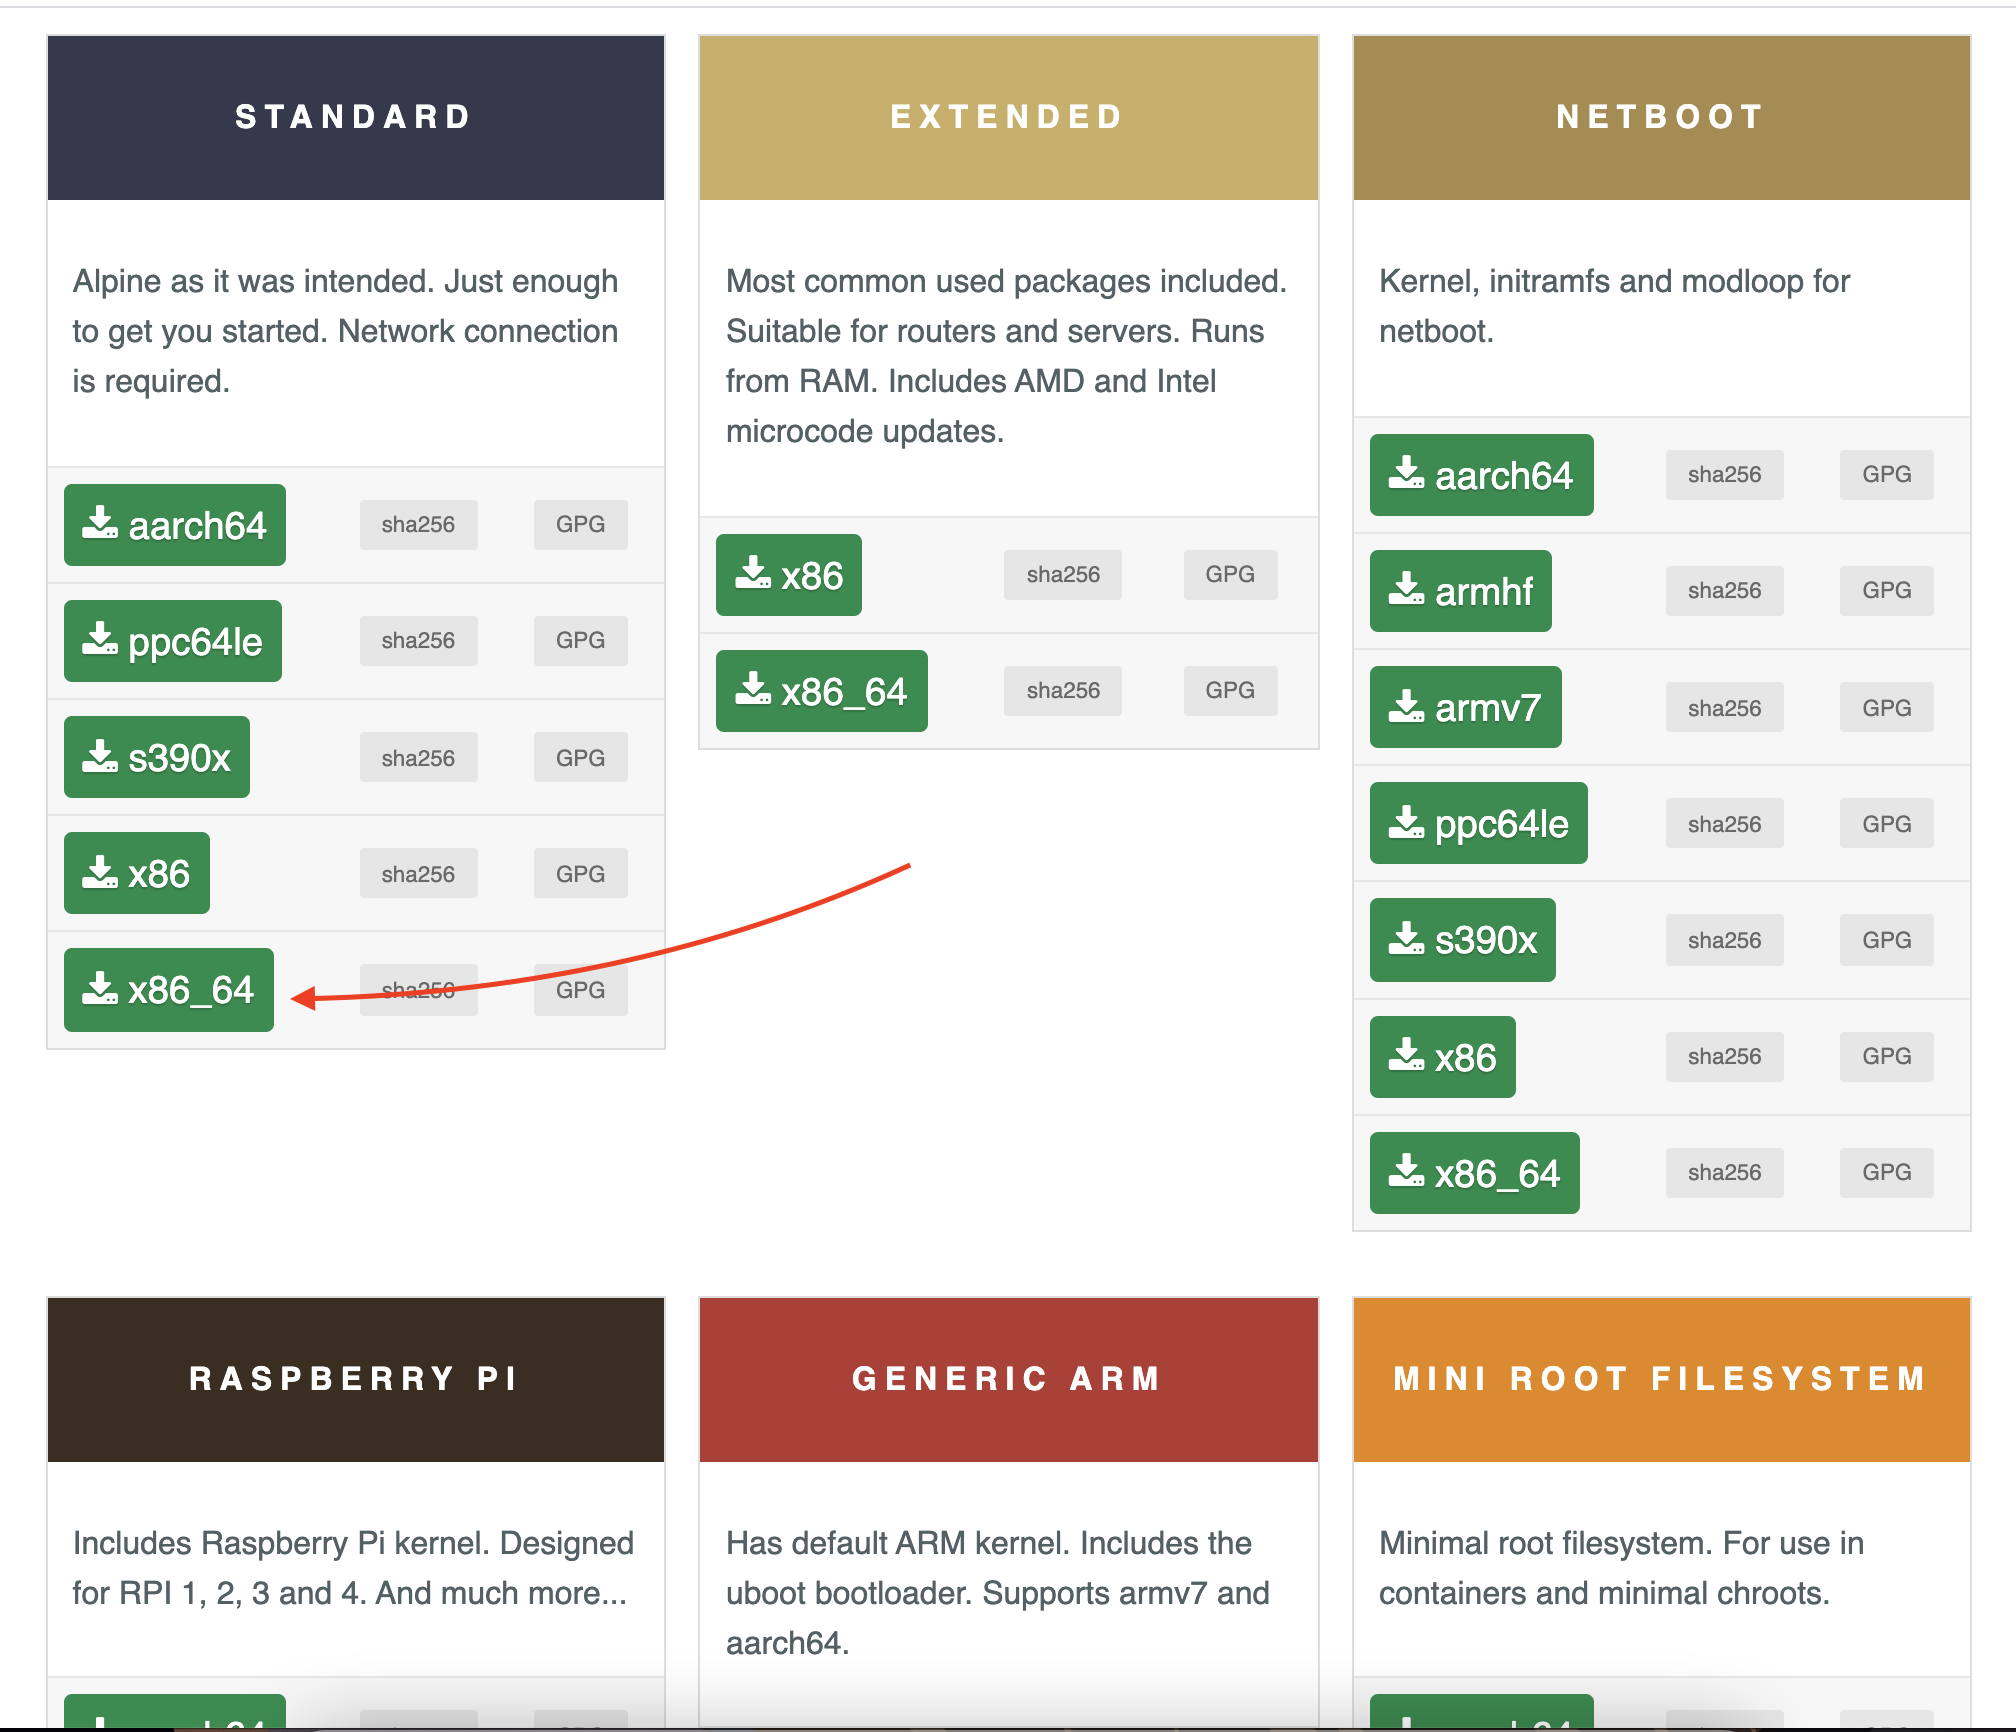 STANDARD
Alpine as it was intended. Just enough
to get you started. Network connection
is required.
aarch64 sha256 GPG
ppc64le sha256 GPG
s390x sha256 GPG
x86 sha256 GPG
x86_64 sha256 GPG
EXTENDED
Most common used packages included.
Suitable for routers and servers. Runs
from RAM. Includes AMD and Intel
microcode updates.
x86 sha256 GPG
x86_64 sha256 GPG
NETBOOT
Kernel, initramfs and modloop for
netboot.
aarch64 sha256 GPG
armhf sha256 GPG
armv7 sha256 GPG
ppc64le sha256 GPG
s390x sha256 GPG
x86 sha256 GPG
x86_64 sha256 GPG
RASPBERRY PI
Includes Raspberry Pi kernel. Designed
for RPI 1, 2, 3 and 4. And much more...
GENERIC ARM
Has default ARM kernel. Includes the
uboot bootloader. Supports armv7 and
aarch64.
MINI ROOT FILESYSTEM
Minimal root filesystem. For use in
containers and minimal chroots.